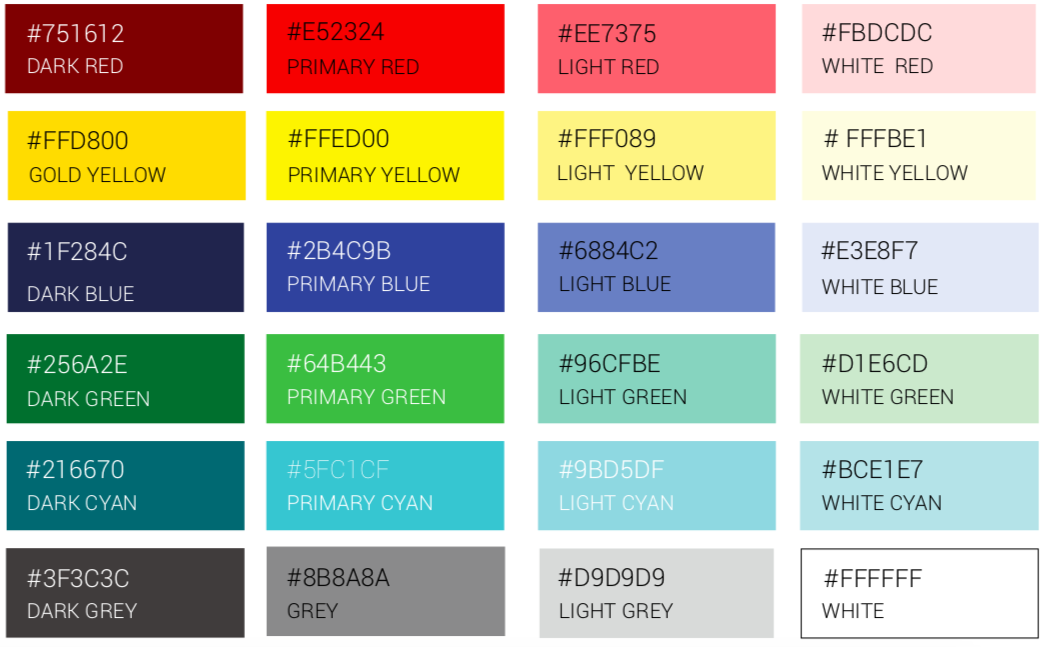 #751612
DARK RED
#E52324
PRIMARY RED
#EE7375
LIGHT RED
#FBDCDC
WHITE  RED
#FFD800
GOLD YELLOW
#FFED00
PRIMARY YELLOW
#FFF089
LIGHT  YELLOW
# FFFBE1
WHITE YELLOW
#1F284C
DARK BLUE
#2B4C9B
PRIMARY BLUE
#6884C2
LIGHT BLUE
#E3E8F7
WHITE BLUE
#256A2E
DARK GREEN
#64B443
PRIMARY GREEN
#96CFBE
LIGHT GREEN
#D1E6CD
WHITE GREEN
#216670
DARK CYAN
#5FC1CF
PRIMARY CYAN
#9BD5DF
LIGHT CYAN
#BCE1E7
WHITE CYAN
#3F3C3C
DARK GREY
#8B8A8A
GREY
#D9D9D9
LIGHT GREY
#FFFFFF
WHITE